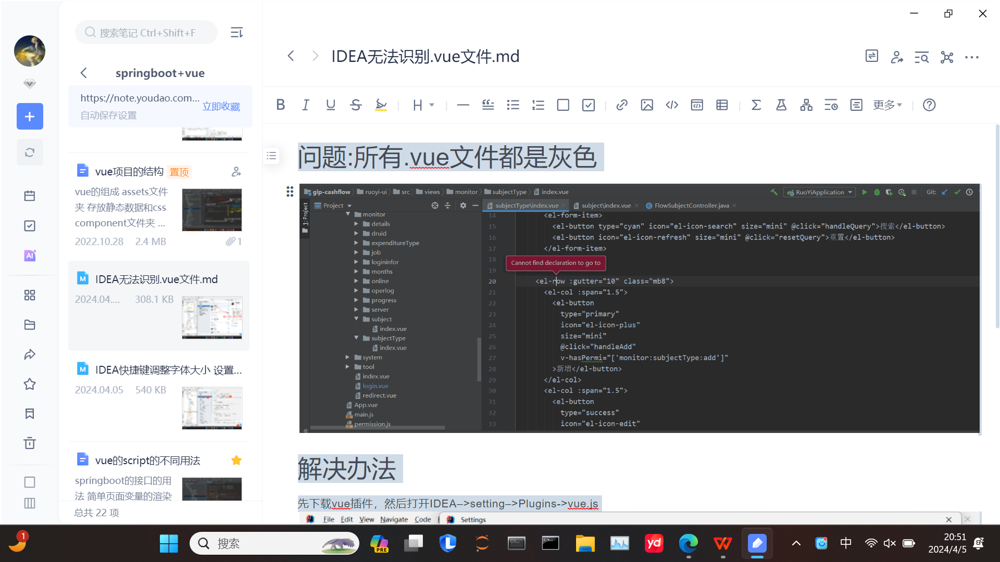 搜索笔记 Ctrl+Shift+F
springboot+vue
https://note.youdao.com...
自动保存设置
立即收藏
vue项目的结构 置顶
vue的组成 assets文件
夹 存放静态数据和css
component文件夹 ...
2022.10.28 2.4 MB 1
IDEA无法识别.vue文件.md
2024.04.... 308.1 KB
IDEA快捷键调整字体大小 设置...
2024.04.05 540 KB
vue的script的不同用法
springboot的接口的用
法 简单页面变量的渲染
总共 22 项
AI
IDEA无法识别.vue文件.md
B I U S H 更多
问题:所有.vue文件都是灰色
glp-cashflow ruoyi-ui src views monitor subjectType index.vue
RuoYiApplication Git:
1: Project
Project
subjectType\index.vue subject\index.vue FlowSubjectController.java
monitor
details
druid
expenditureType
job
logininfor
months
online
operlog
progress
server
subject
index.vue
subjectType
index.vue
system
tool
index.vue
login.vue
redirect.vue
App.vue
main.js
permission.js
14 <el-form-item>
15 <el-button type="cyan" icon="el-icon-search" size="mini" @click="handleQuery">搜索</el-button>
16 <el-button icon="el-icon-refresh" size="mini" @click="resetQuery">重置</el-button>
17 </el-form-item>
18
Cannot find declaration to go to
19
20 <el-row :gutter="10" class="mb8">
21 <el-col :span="1.5">
22 <el-button
23 type="primary"
24 icon="el-icon-plus"
25 size="mini"
26 @click="handleAdd"
27 v-hasPermi="['monitor:subjectType:add']"
28 >新增</el-button>
29 </el-col>
30 <el-col :span="1.5">
31 <el-button
32 type="success"
33 icon="el-icon-edit"
解决办法
先下载vue插件，然后打开IDEA–>setting–>Plugins->vue.js
File Edit View Navigate Code
Settings
1
搜索
PRE
yd
中
20:51
2024/4/5